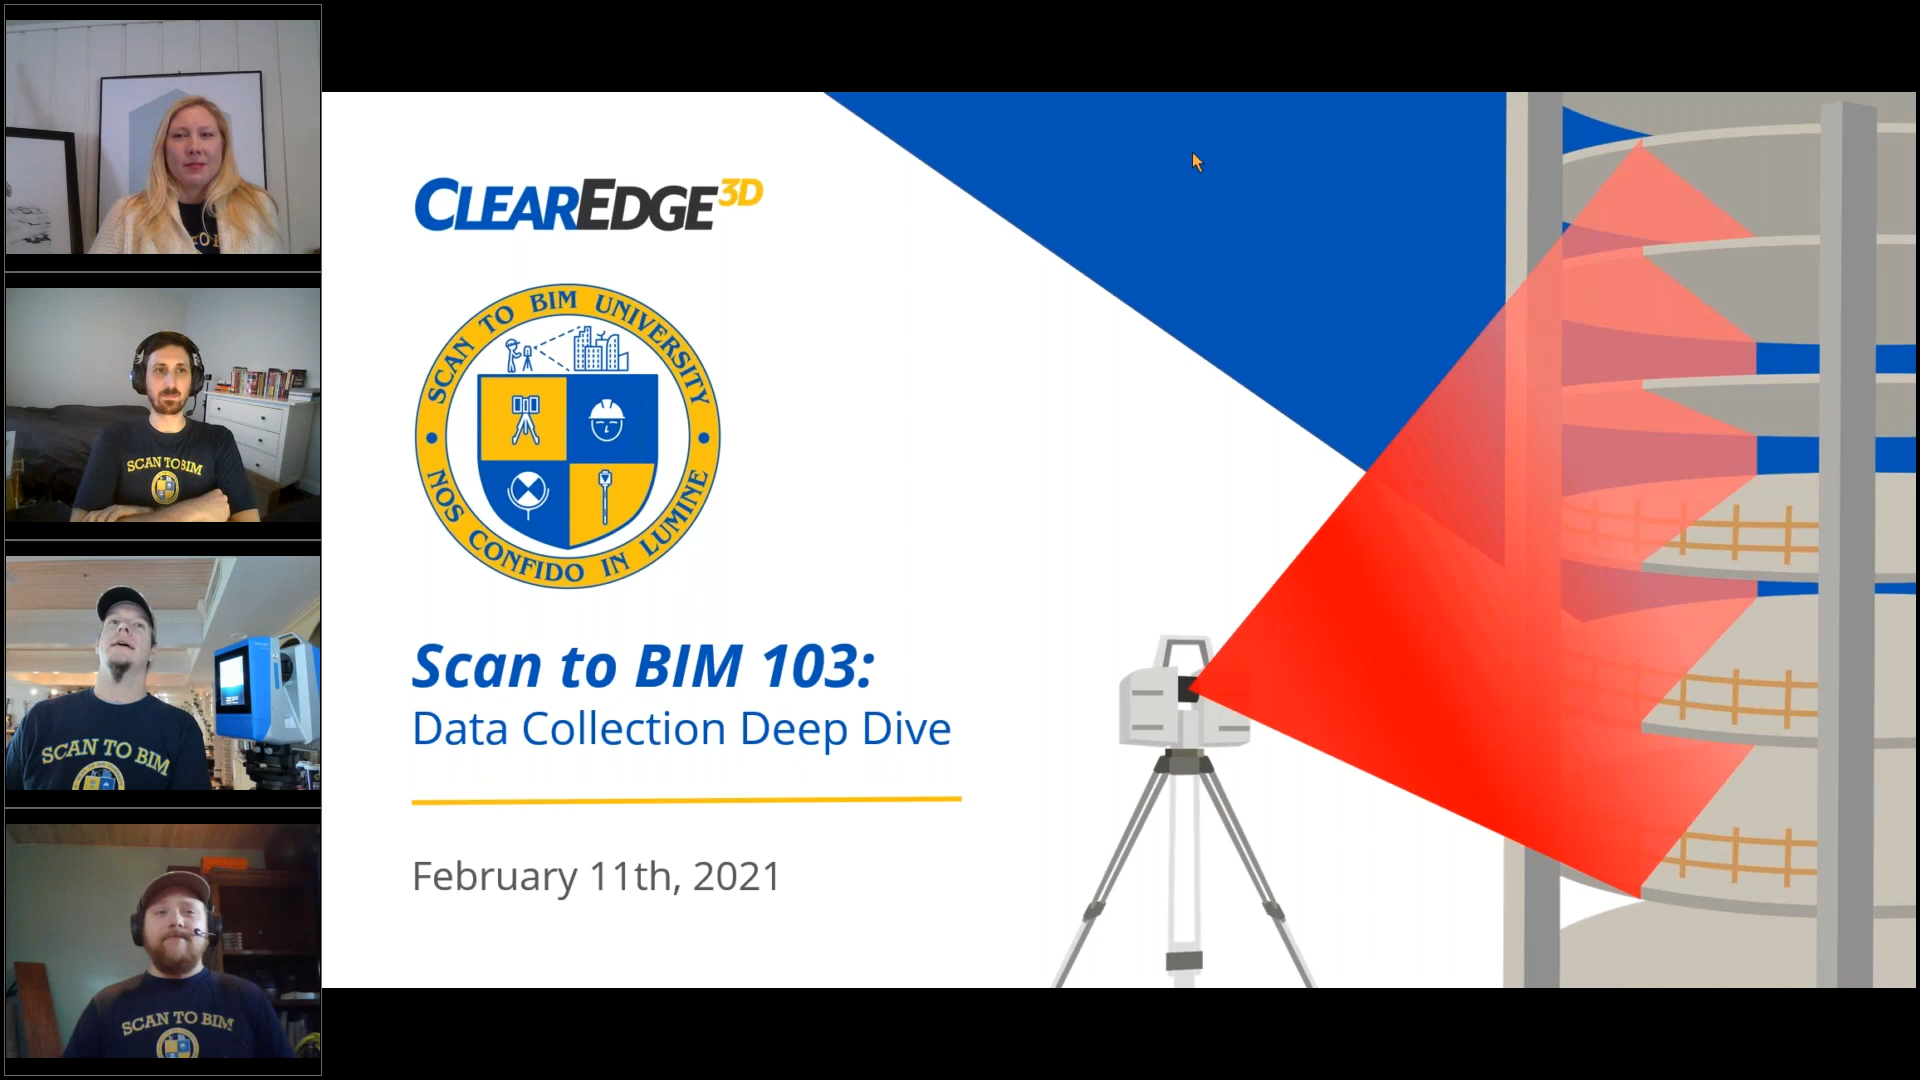 CLEAREDGE3D
SCAN TO BIM UNIVERSITY
NOS CONFIDO IN LUMINE
Scan to BIM 103:
Data Collection Deep Dive
February 11th, 2021
SCAN TO BIM
SCAN TO BIM
SCAN TO BIM